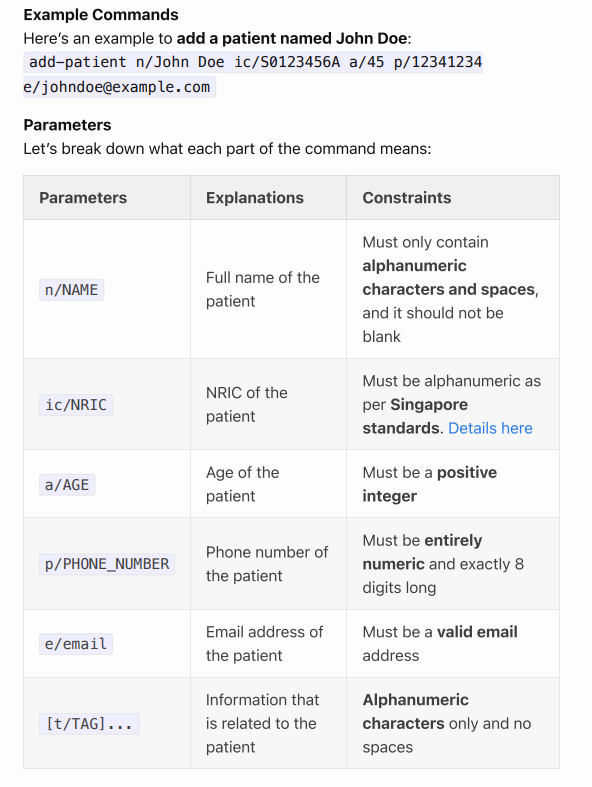 Example Commands
Here’s an example to add a patient named John Doe:
add-patient n/John Doe ic/S0123456A a/45 p/12341234
e/johndoe@example.com
Parameters
Let’s break down what each part of the command means:
Parameters Explanations Constraints
n/NAME
Full name of the
patient
Must only contain
alphanumeric
characters and spaces,
and it should not be
blank
ic/NRIC
NRIC of the
patient
Must be alphanumeric as
per Singapore
standards. Details here
a/AGE
Age of the
patient
Must be a positive
integer
p/PHONE_NUMBER
Phone number of
the patient
Must be entirely
numeric and exactly 8
digits long
e/email
Email address of
the patient
Must be a valid email
address
[t/TAG]...
Information that
is related to the
patient
Alphanumeric
characters only and no
spaces